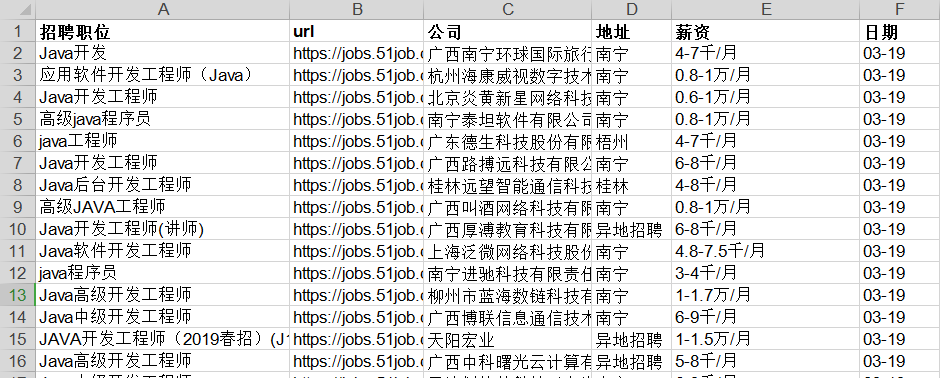 A B C D E F
1 招聘职位 url 公司 地址 薪资 日期
2 Java开发 https://jobs.51job.c 广西南宁环球国际旅行 南宁 4-7千/月 03-19
3 应用软件开发工程师（Java） https://jobs.51job.c 杭州海康威视数字技术 南宁 0.8-1万/月 03-19
4 Java开发工程师 https://jobs.51job.c 北京炎黄新星网络科技 南宁 0.6-1万/月 03-19
5 高级java程序员 https://jobs.51job.c 南宁泰坦软件有限公司 南宁 0.8-1万/月 03-19
6 java工程师 https://jobs.51job.c 广东德生科技股份有限 梧州 4-7千/月 03-19
7 Java开发工程师 https://jobs.51job.c 广西路搏远科技有限公 南宁 6-8千/月 03-19
8 Java后台开发工程师 https://jobs.51job.c 桂林远望智能通信科技 桂林 4-8千/月 03-19
9 高级JAVA工程师 https://jobs.51job.c 广西叫酒网络科技有限 南宁 0.8-1万/月 03-19
10 Java开发工程师(讲师) https://jobs.51job.c 广西厚溥教育科技有限 异地招聘 6-8千/月 03-19
11 Java软件开发工程师 https://jobs.51job.c 上海泛微网络科技股份 南宁 4.8-7.5千/月 03-19
12 java程序员 https://jobs.51job.c 南宁进驰科技有限责任 南宁 3-4千/月 03-19
13 Java高级开发工程师 https://jobs.51job.c 柳州市蓝海数链科技有 南宁 1-1.7万/月 03-19
14 Java中级开发工程师 https://jobs.51job.c 广西博联信息通信技术 南宁 6-9千/月 03-19
15 JAVA开发工程师（2019春招）(J1 https://jobs.51job.c 天阳宏业 异地招聘 1-1.5万/月 03-19
16 Java高级开发工程师 https://jobs.51job.c 广西中科曙光云计算有 异地招聘 5-8千/月 03-19